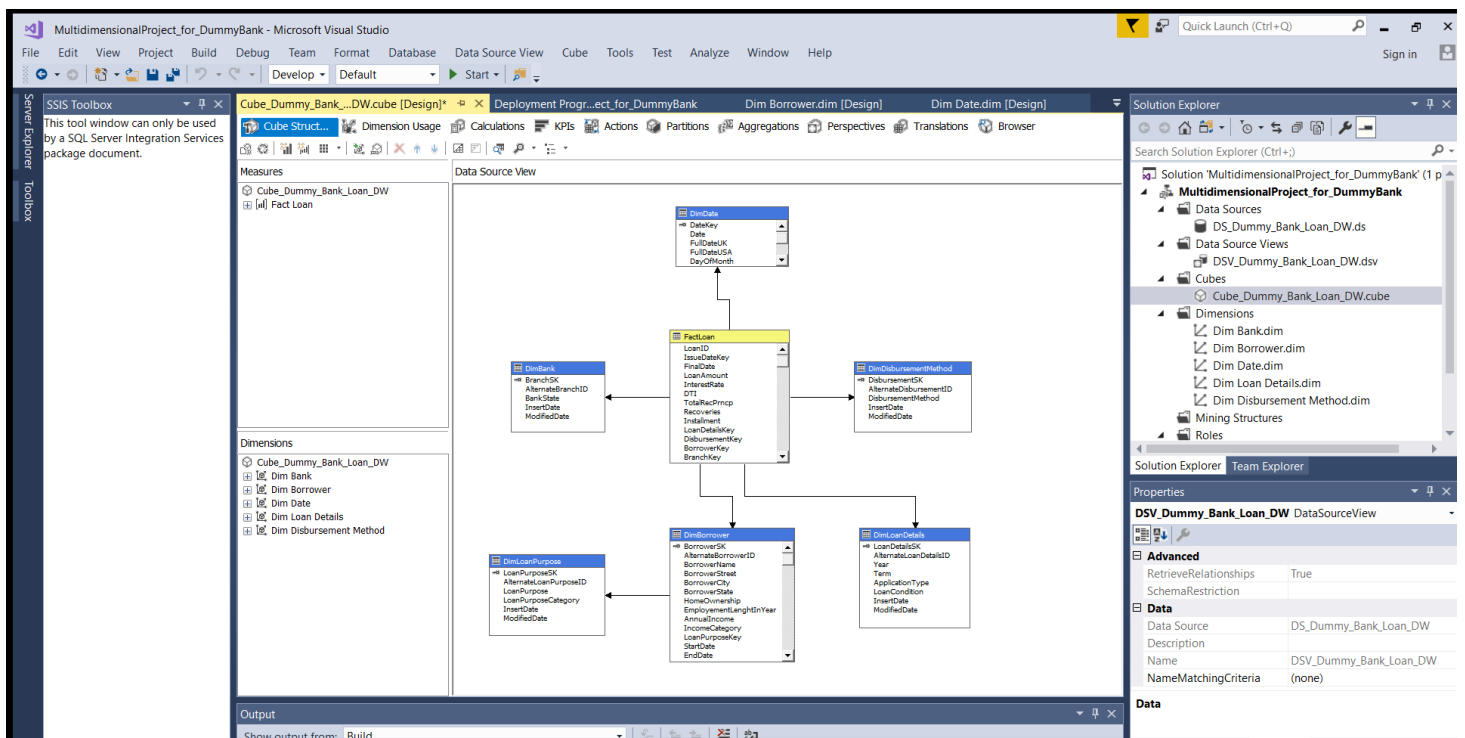 MultidimensionalProject_for_DummyBank - Microsoft Visual Studio
Quick Launch (Ctrl+Q)
File Edit View Project Build Debug Team Format Database Data Source View Cube Tools Test Analyze Window Help
Sign in
Develop Default Start
Server Explorer
Toolbox
SSIS Toolbox
This tool window can only be used
by a SQL Server Integration Services
package document.
Cube_Dummy_Bank_...DW.cube [Design]* Deployment Progr...ect_for_DummyBank Dim Borrower.dim [Design] Dim Date.dim [Design]
Cube Struct... Dimension Usage Calculations KPIs Actions Partitions Aggregations Perspectives Translations Browser
Measures
Cube_Dummy_Bank_Loan_DW
Fact Loan
Dimensions
Cube_Dummy_Bank_Loan_DW
Dim Bank
Dim Borrower
Dim Date
Dim Loan Details
Dim Disbursement Method
Data Source View
DimDate
DateKey
Date
FullDateUK
FullDateUSA
DayOfMonth
FactLoan
LoanID
IssueDateKey
FinalDate
LoanAmount
InterestRate
DTI
TotalRecPrncp
Recoveries
Instalment
LoanDetailsKey
DisbursementKey
BorrowerKey
BranchKey
DimBank
BranchSK
AlternateBranchID
BankState
InsertDate
ModifiedDate
DimDisbursementMethod
DisbursementSK
AlternateDisbursementID
DisbursementMethod
InsertDate
ModifiedDate
DimLoanPurpose
LoanPurposeSK
AlternateLoanPurposeID
LoanPurpose
LoanPurposeCategory
InsertDate
ModifiedDate
DimBorrower
BorrowerSK
AlternateBorrowerID
BorrowerName
BorrowerStreet
BorrowerCity
BorrowerState
HomeOwnership
EmployementLenghtInYear
AnnualIncome
IncomeCategory
LoanPurposeKey
StartDate
EndDate
DimLoanDetails
LoanDetailsSK
AlternateLoanDetailsID
Year
Term
ApplicationType
LoanCondition
InsertDate
ModifiedDate
Output
Show output from: Build
Solution Explorer
Search Solution Explorer (Ctrl+;)
Solution 'MultidimensionalProject_for_DummyBank' (1 p
MultidimensionalProject_for_DummyBank
Data Sources
DS_Dummy_Bank_Loan_DW.ds
Data Source Views
DSV_Dummy_Bank_Loan_DW.dsv
Cubes
Cube_Dummy_Bank_Loan_DW.cube
Dimensions
Dim Bank.dim
Dim Borrower.dim
Dim Date.dim
Dim Loan Details.dim
Dim Disbursement Method.dim
Mining Structures
Roles
Solution Explorer Team Explorer
Properties
DSV_Dummy_Bank_Loan_DW DataSourceView
Advanced
RetrieveRelationships True
SchemaRestriction
Data
Data Source DS_Dummy_Bank_Loan_DW
Description
Name DSV_Dummy_Bank_Loan_DW
NameMatchingCriteria (none)
Data